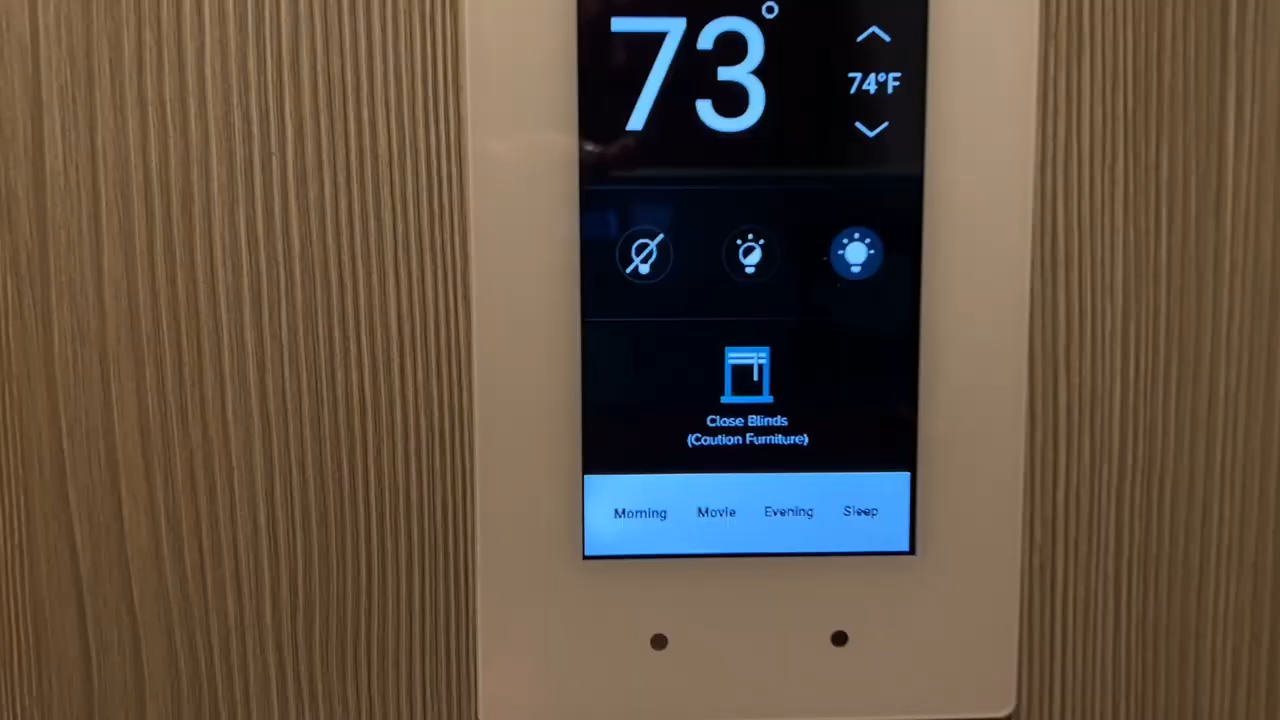 73°
74°F
Close Blinds
(Caution Furniture)
Morning Movie Evening Sleep